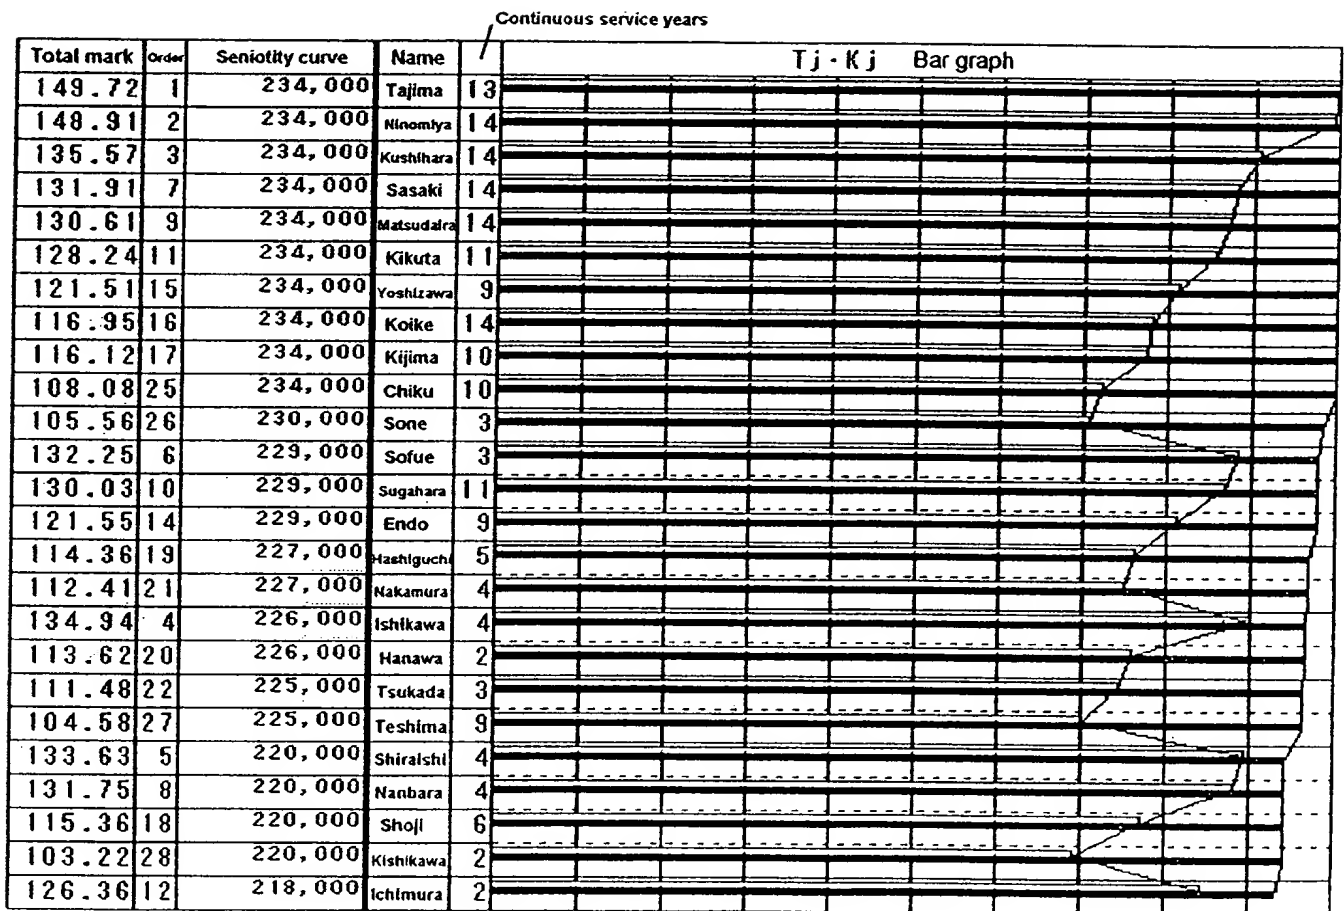 Continuous service years
Total mark Order Seniotity curve Name Tj - Kj Bar graph
149.72 1 234,000 Tajima 13
148.91 2 234,000 Ninomiya 14
135.57 3 234,000 Kushihara 14
131.91 7 234,000 Sasaki 14
130.61 9 234,000 Matsudaira 14
128.24 11 234,000 Kikuta 11
121.51 15 234,000 Yoshizawa 9
116.95 16 234,000 Koike 14
116.12 17 234,000 Kijima 10
108.08 25 234,000 Chiku 10
105.56 26 230,000 Sone 3
132.25 6 229,000 Sofue 3
130.03 10 229,000 Sugahara 11
121.55 14 229,000 Endo 9
114.36 19 227,000 Hashiguchi 5
112.41 21 227,000 Nakamura 4
134.94 4 226,000 Ishikawa 4
113.62 20 226,000 Hanawa 2
111.48 22 225,000 Tsukada 3
104.58 27 225,000 Teshima 9
133.63 5 220,000 Shiraishi 4
131.75 8 220,000 Nanbara 4
115.36 18 220,000 Shoji 6
103.22 28 220,000 Kishikawa 2
126.36 12 218,000 Ichimura 2